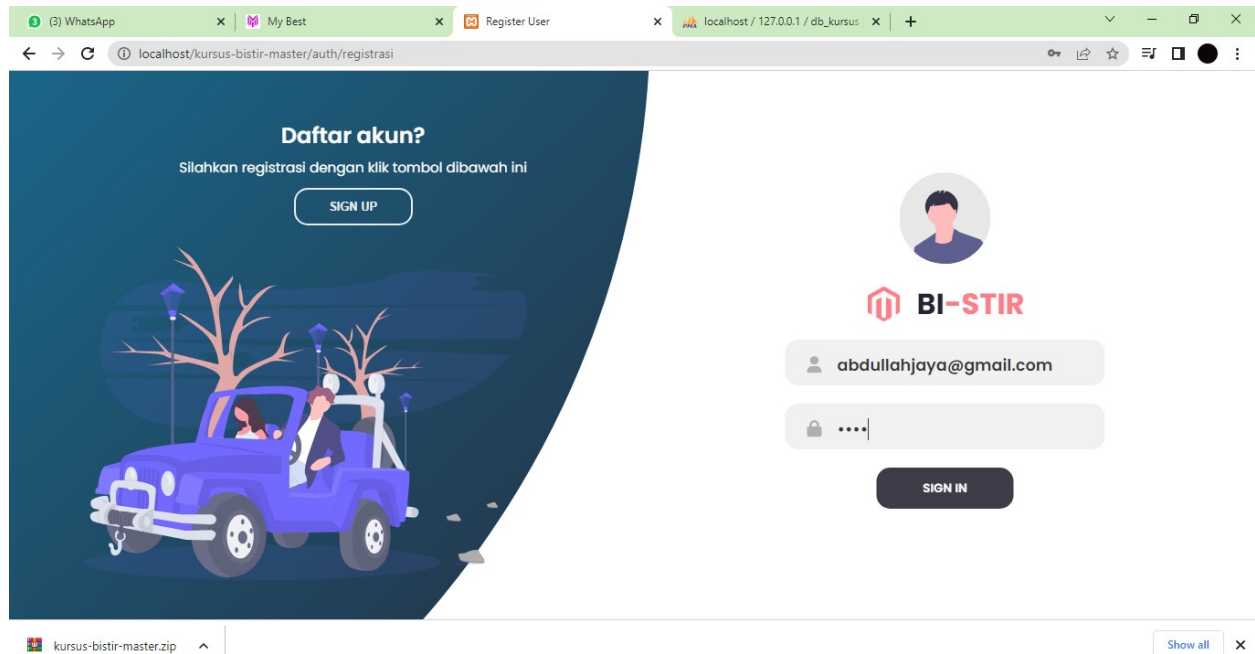 3 (3) WhatsApp
My Best
Register User
PMA localhost / 127.0.0.1 / db_kursus
localhost/kursus-bistir-master/auth/registrasi
Daftar akun?
Silahkan registrasi dengan klik tombol dibawah ini
SIGN UP
BI-STIR
abdullahjaya@gmail.com
••••
SIGN IN
kursus-bistir-master.zip
Show all